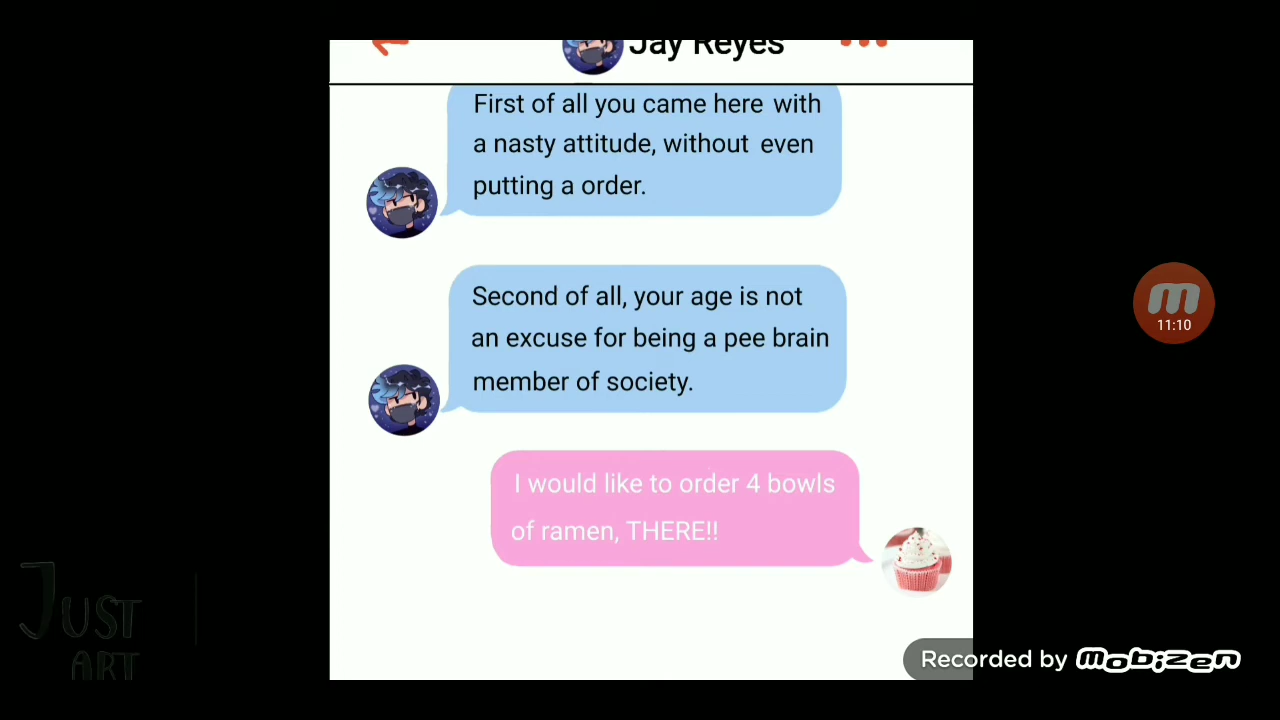 Jay Reyes
First of all you came here with
a nasty attitude, without even
putting a order.
Second of all, your age is not
an excuse for being a pee brain
member of society.
I would like to order 4 bowls
of ramen, THERE!!
11:10
JUST
ART
Recorded by Mobizen